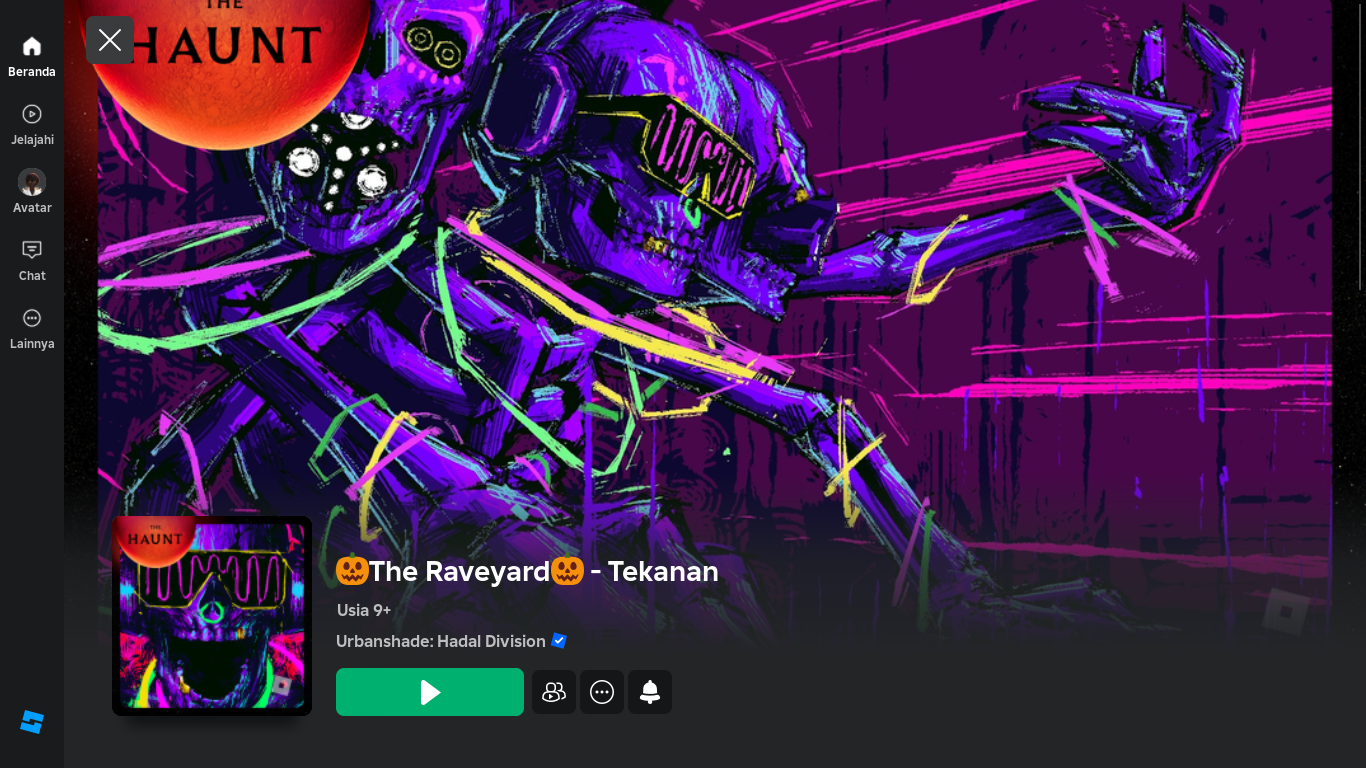 THE
HAUNT
Beranda
Jelajahi
Avatar
Chat
Lainnya
THE
HAUNT
🎃The Raveyard🎃 - Tekanan
Usia 9+
Urbanshade: Hadal Division